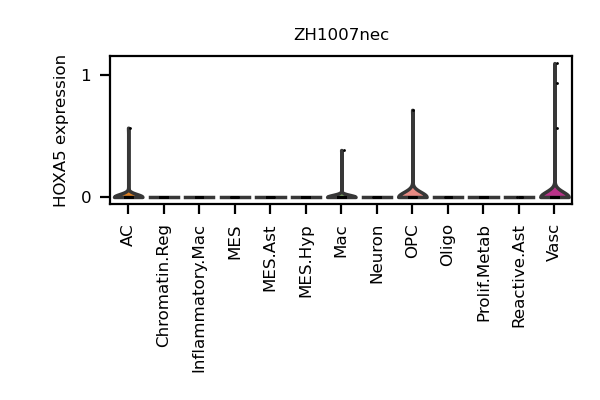 ZH1007nec
HOXA5 expression
1
0
AC
Chromatin.Reg
Inflammatory.Mac
MES
MES.Ast
MES.Hyp
Mac
Neuron
OPC
Oligo
Prolif.Metab
Reactive.Ast
Vasc